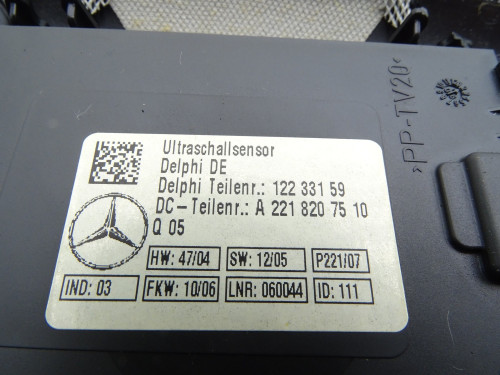 Ultraschallsensor
Delphi DE
Delphi Teilenr.: 122 331 59
DC-Teilenr.: A 221 820 75 10
Q 05
HW: 47/04 SW: 12/05 P221/07
IND: 03 FKW: 10/06 LNR: 060044 ID: 111
>PP-TV20<